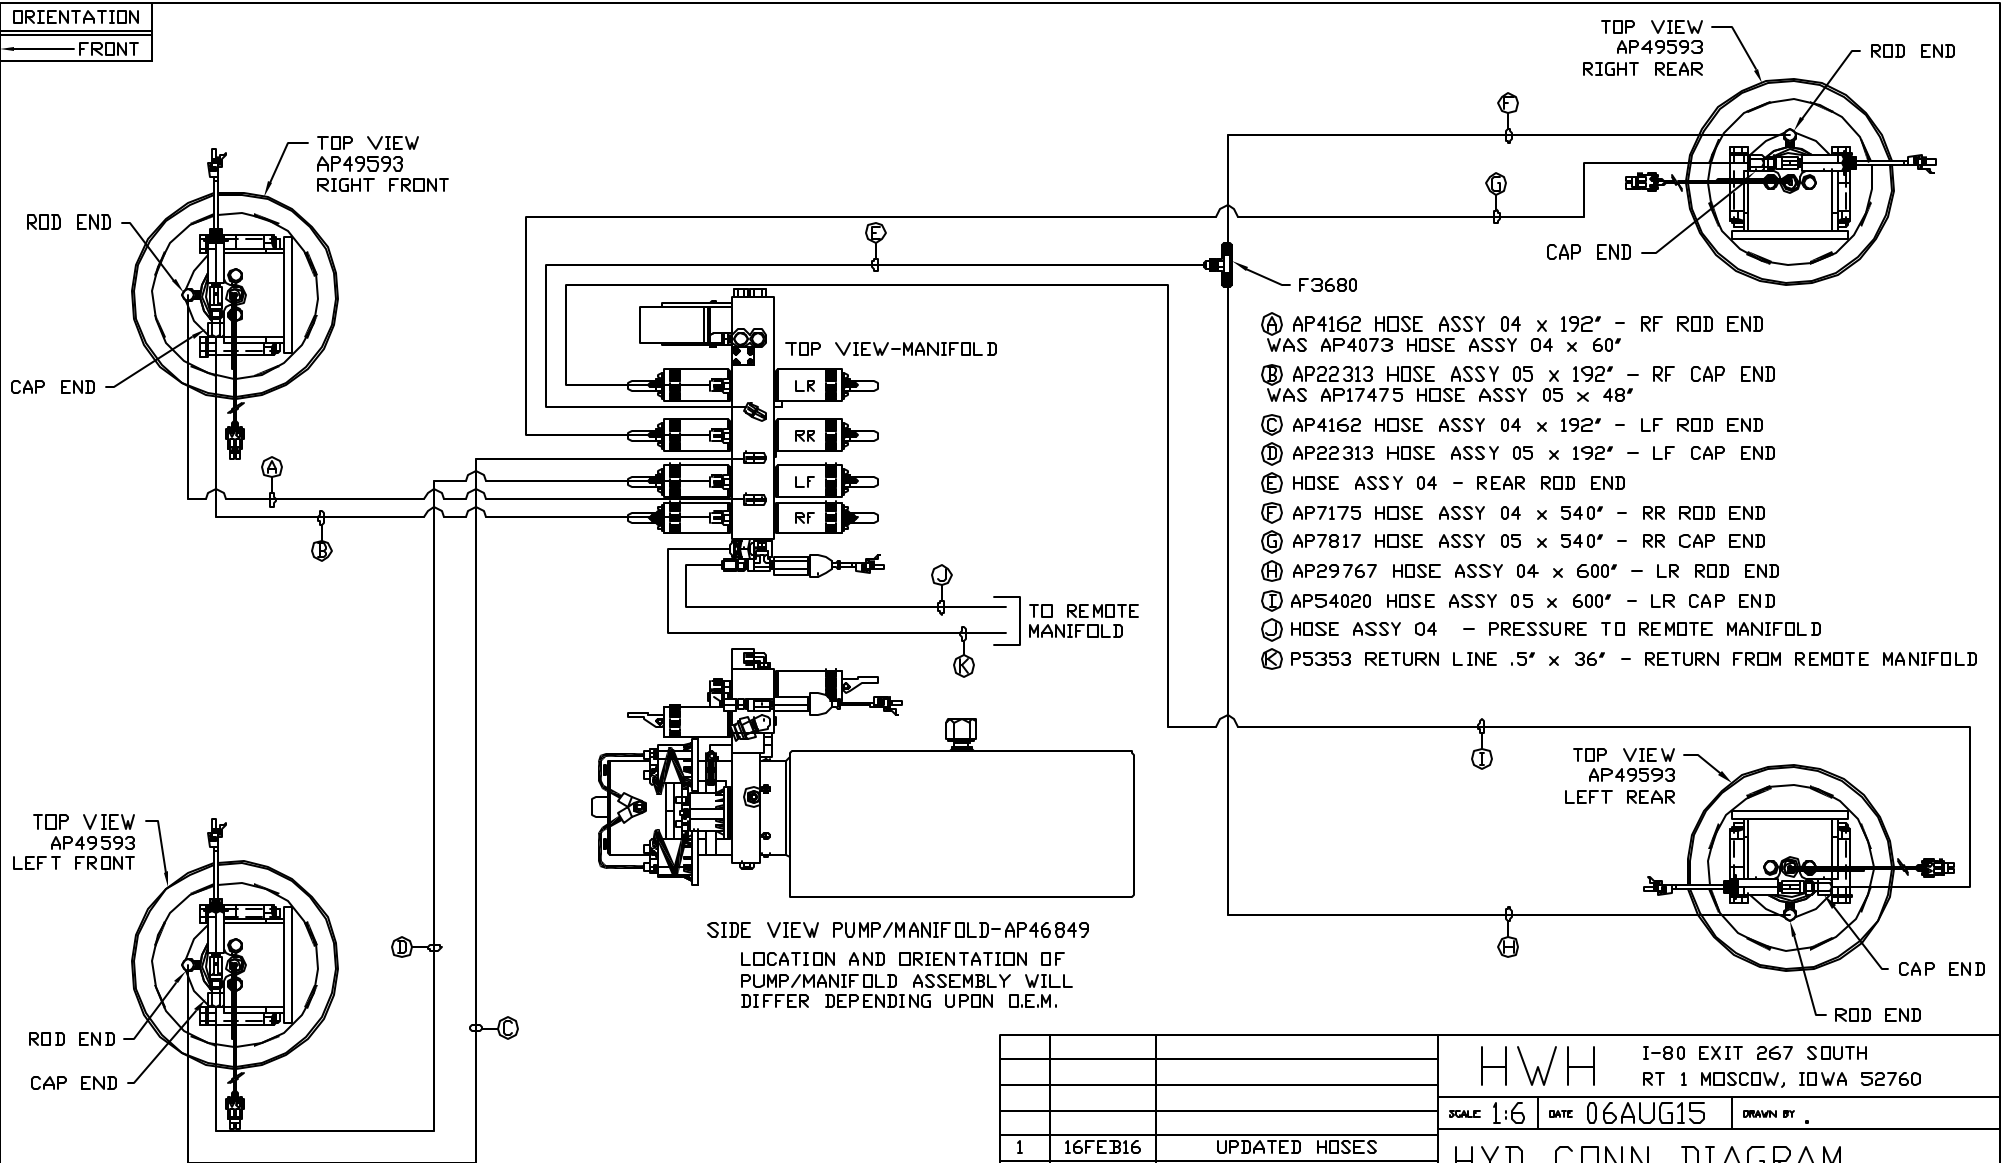 ORIENTATION
FRONT
TOP VIEW
AP49593
RIGHT FRONT
ROD END
CAP END
TOP VIEW
AP49593
RIGHT REAR
ROD END
CAP END
F
G
E
F3680
TOP VIEW-MANIFOLD
LR
RR
LF
RF
A
B
J
K
TO REMOTE
MANIFOLD
A AP4162 HOSE ASSY 04 x 192" - RF ROD END
WAS AP4073 HOSE ASSY 04 x 60"
B AP22313 HOSE ASSY 05 x 192" - RF CAP END
WAS AP17475 HOSE ASSY 05 x 48"
C AP4162 HOSE ASSY 04 x 192" - LF ROD END
D AP22313 HOSE ASSY 05 x 192" - LF CAP END
E HOSE ASSY 04 - REAR ROD END
F AP7175 HOSE ASSY 04 x 540" - RR ROD END
G AP7817 HOSE ASSY 05 x 540" - RR CAP END
H AP29767 HOSE ASSY 04 x 600" - LR ROD END
I AP54020 HOSE ASSY 05 x 600" - LR CAP END
J HOSE ASSY 04 - PRESSURE TO REMOTE MANIFOLD
K P5353 RETURN LINE .5" x 36" - RETURN FROM REMOTE MANIFOLD
I
TOP VIEW
AP49593
LEFT REAR
CAP END
ROD END
H
TOP VIEW
AP49593
LEFT FRONT
ROD END
CAP END
D
C
SIDE VIEW PUMP/MANIFOLD-AP46849
LOCATION AND ORIENTATION OF
PUMP/MANIFOLD ASSEMBLY WILL
DIFFER DEPENDING UPON O.E.M.
HWH
I-80 EXIT 267 SOUTH
RT 1 MOSCOW, IOWA 52760
SCALE 1:6 DATE 06AUG15 DRAWN BY .
1 16FEB16 UPDATED HOSES
HYD CONN DIAGRAM